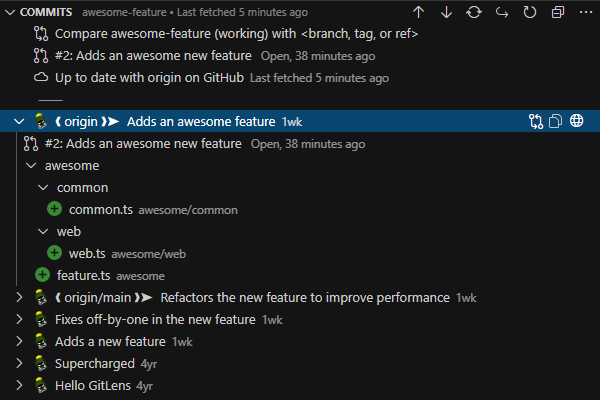 COMMITS awesome-feature • Last fetched 5 minutes ago
Compare awesome-feature (working) with <branch, tag, or ref>
#2: Adds an awesome new feature Open, 38 minutes ago
Up to date with origin on GitHub Last fetched 5 minutes ago
❨ origin ❩➤ Adds an awesome feature 1wk
#2: Adds an awesome new feature Open, 38 minutes ago
awesome
common
common.ts awesome/common
web
web.ts awesome/web
feature.ts awesome
❨ origin/main ❩➤ Refactors the new feature to improve performance 1wk
Fixes off-by-one in the new feature 1wk
Adds a new feature 1wk
Supercharged 4yr
Hello GitLens 4yr